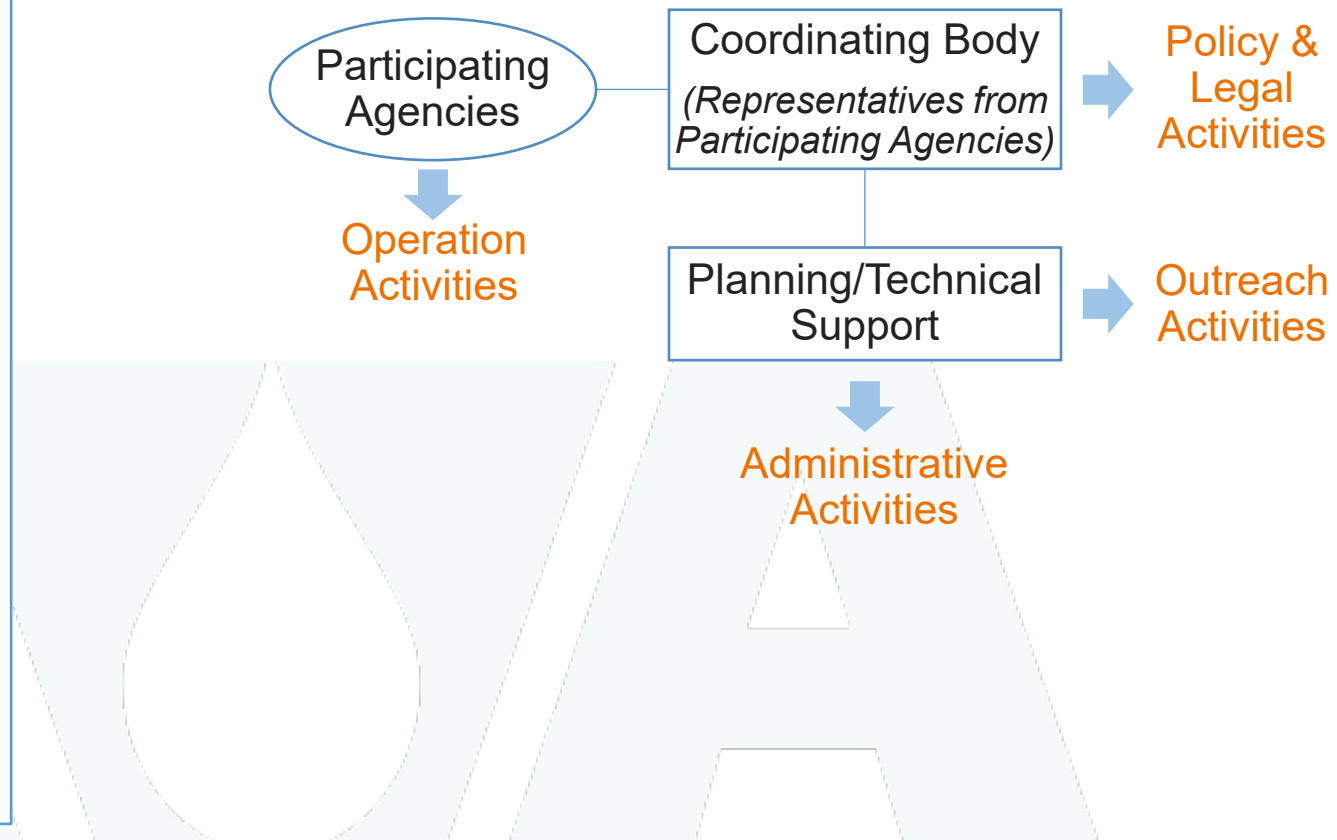 Participating
Agencies
Coordinating Body
(Representatives from
Participating Agencies)
Policy &
Legal
Activities
Operation
Activities
Planning/Technical
Support
Outreach
Activities
Administrative
Activities